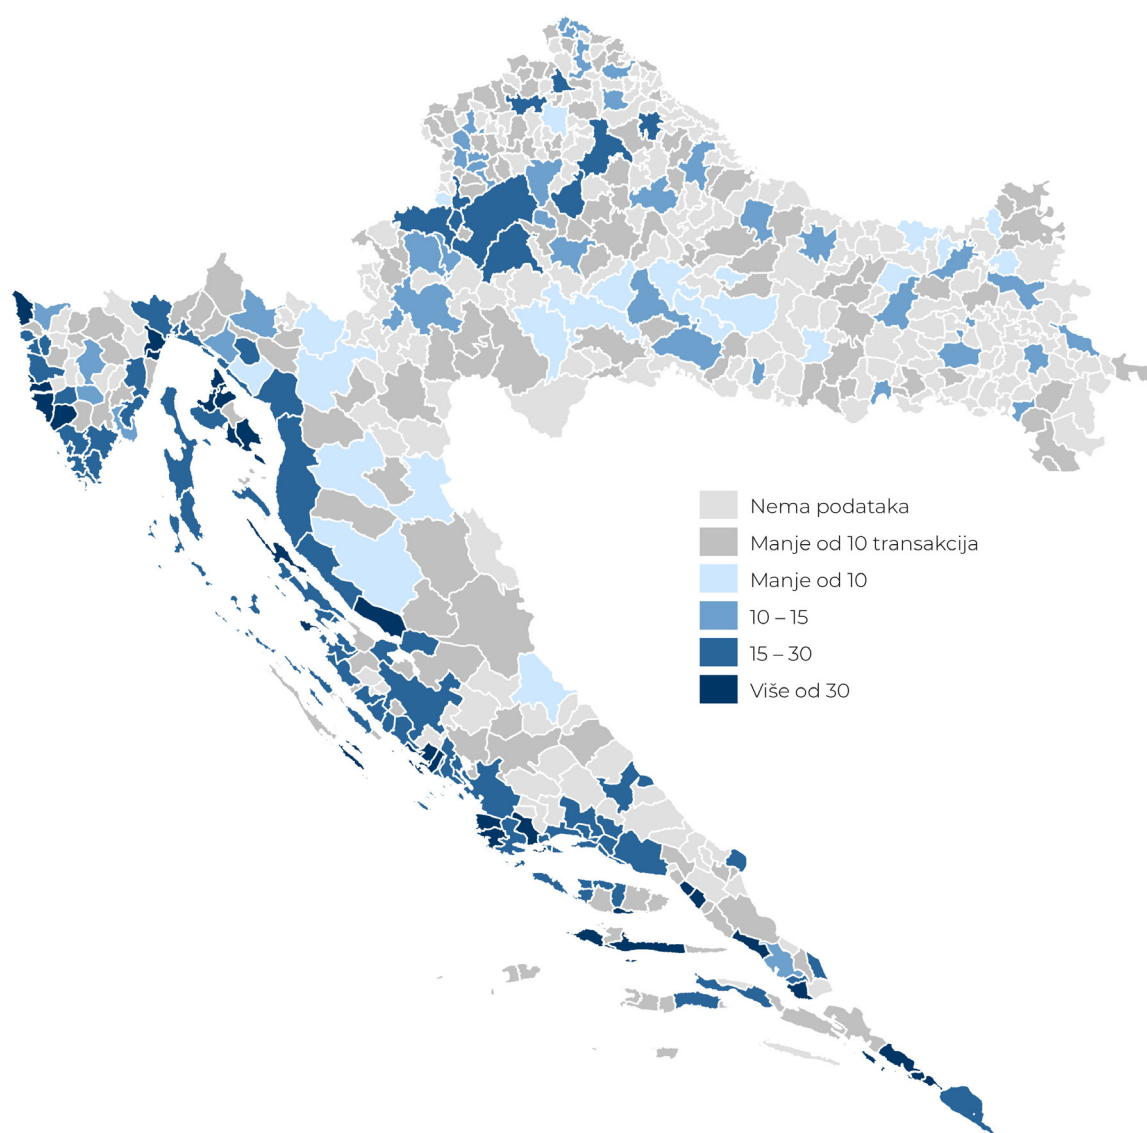 Nema podataka
Manje od 10 transakcija
Manje od 10
10 – 15
15 – 30
Više od 30